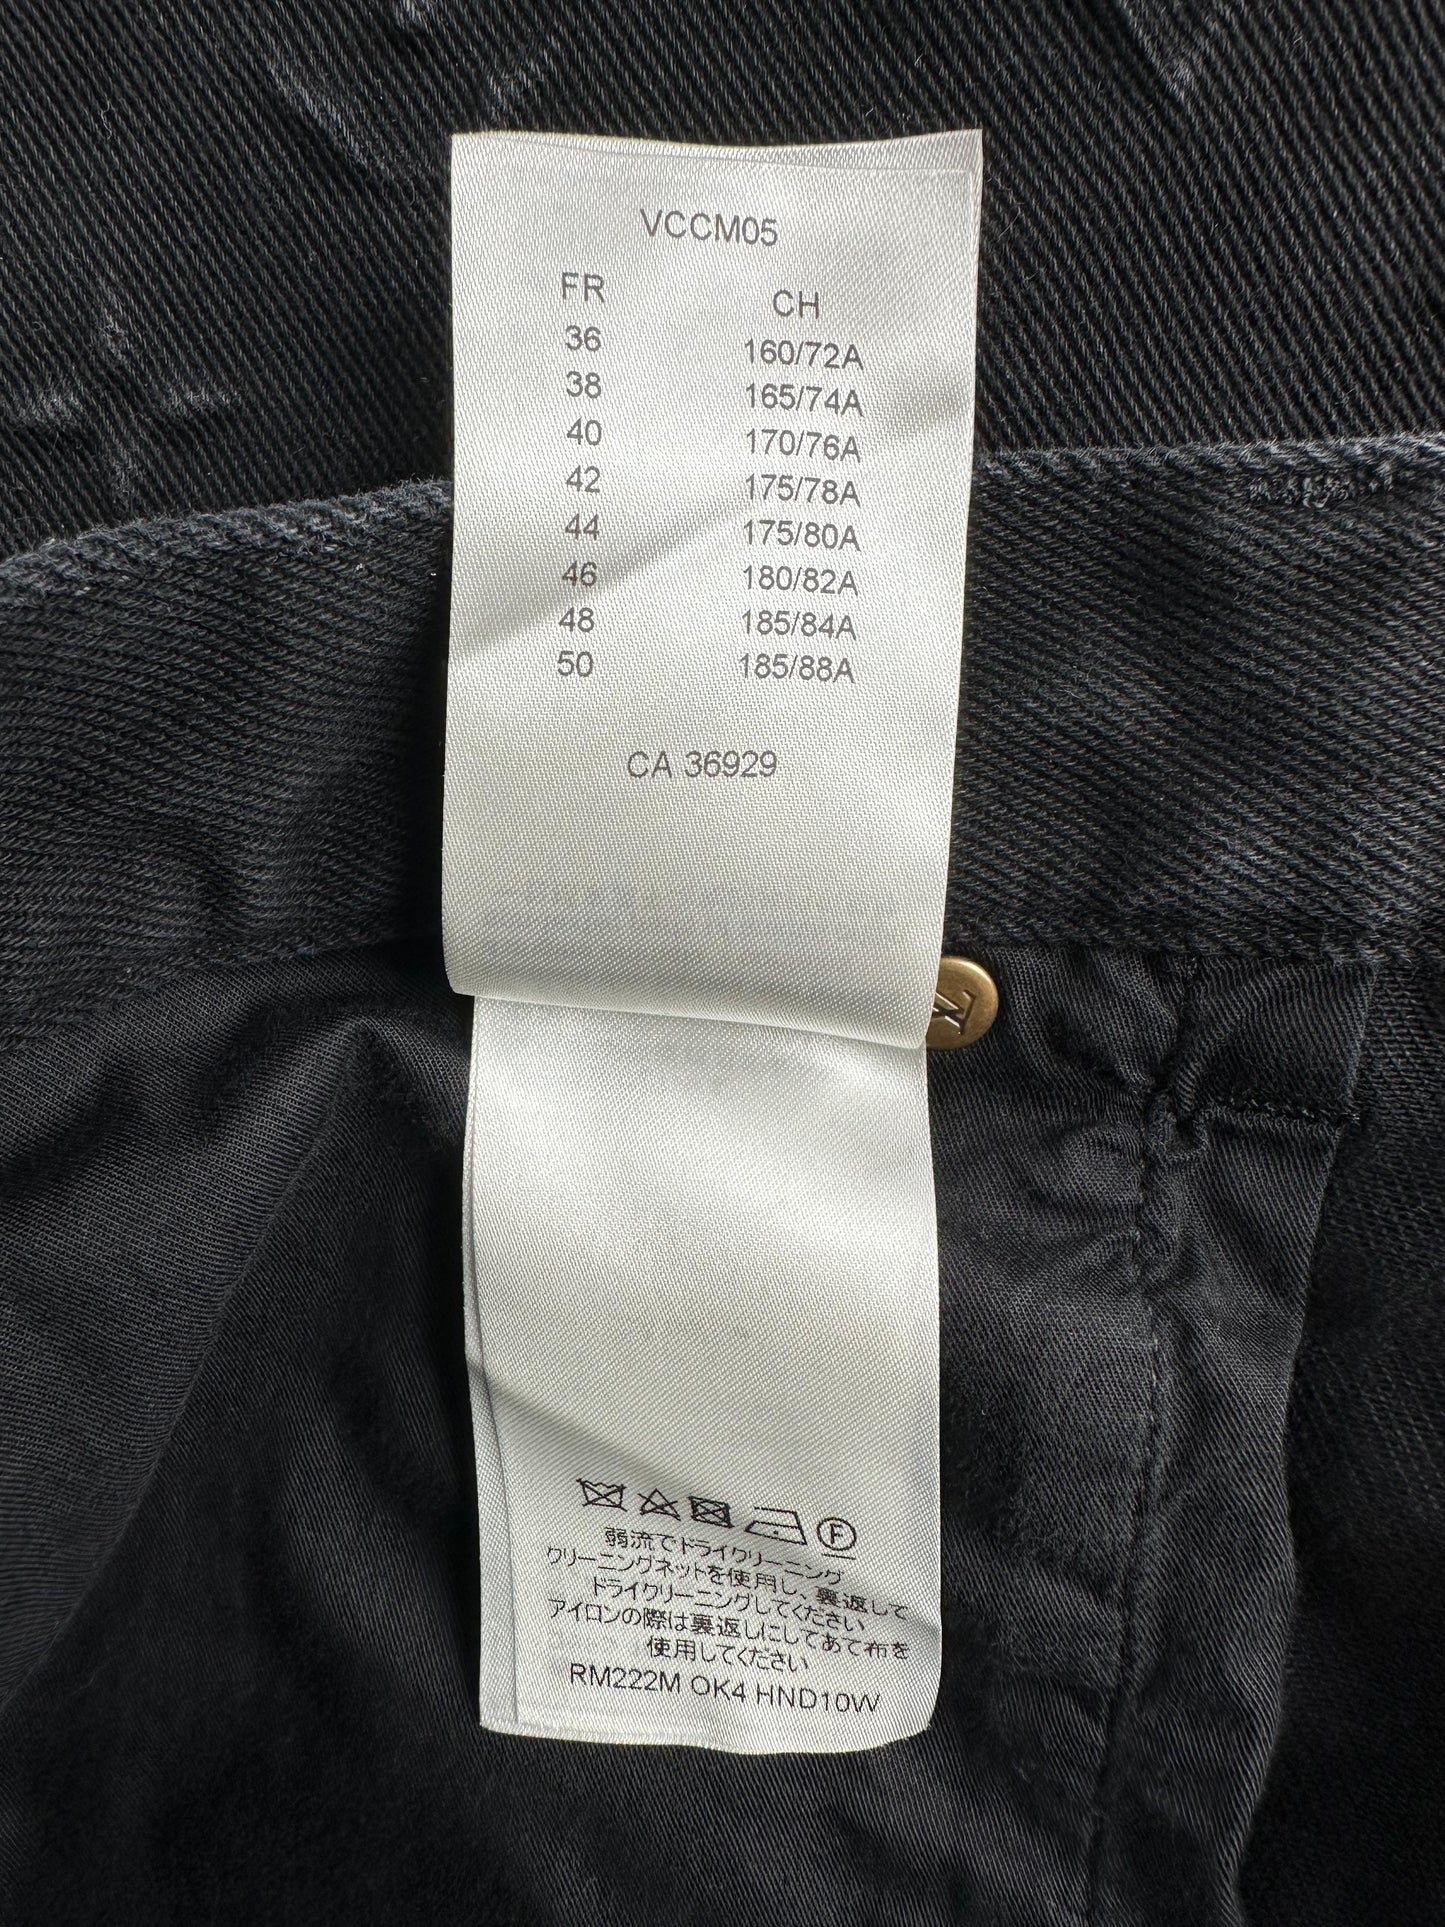 VCCM05
FR CH
36 160/72A
38 165/74A
40 170/76A
42 175/78A
44 175/80A
46 180/82A
48 185/84A
50 185/88A
CA 36929
LV
F
弱流でドライクリーニング
クリーニングネットを使用し、裏返して
ドライクリーニングしてください
アイロンの際は裏返しにしてあて布を
使用してください
RM222M OK4 HND10W